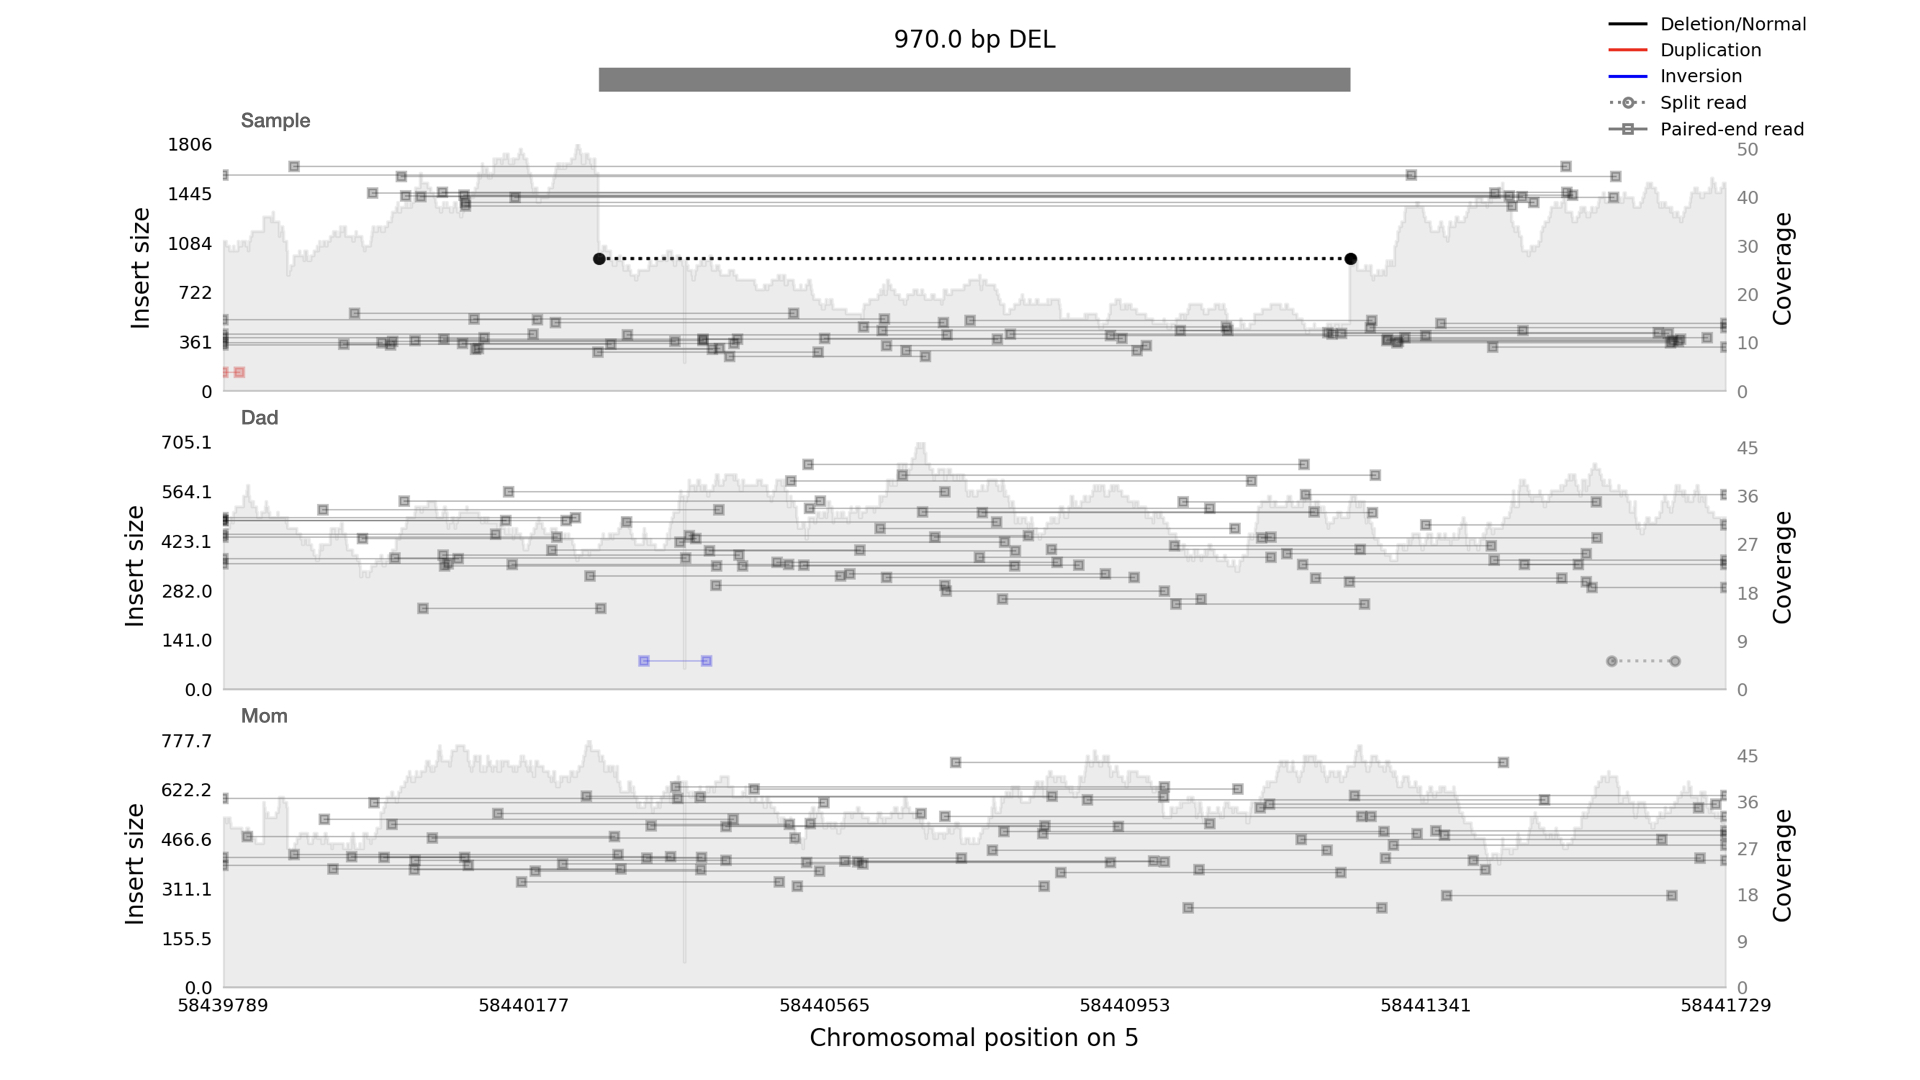 970.0 bp DEL
Deletion/Normal
Duplication
Inversion
Split read
Paired-end read
Sample
1806
1445
1084
722
361
0
Insert size
50
40
30
20
10
0
Coverage
Dad
705.1
564.1
423.1
282.0
141.0
0.0
Insert size
45
36
27
18
9
0
Coverage
Mom
777.7
622.2
466.6
311.1
155.5
0.0
Insert size
45
36
27
18
9
0
Coverage
58439789 58440177 58440565 58440953 58441341 58441729
Chromosomal position on 5